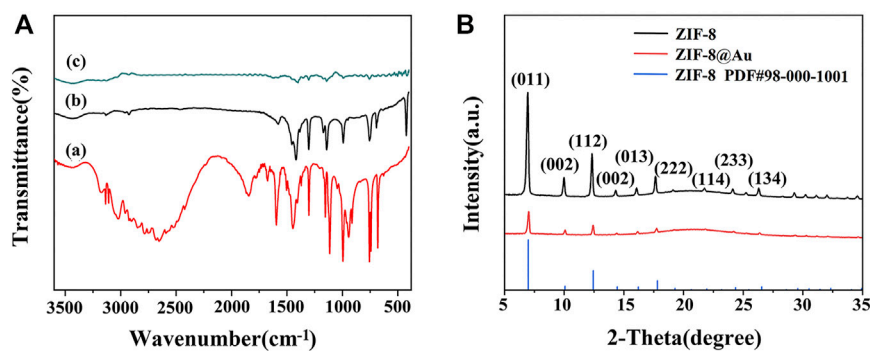 A
(c)
(b)
(a)
Transmittance(%)
3500 3000 2500 2000 1500 1000 500
Wavenumber(cm-1)
B
ZIF-8
ZIF-8@Au
ZIF-8 PDF#98-000-1001
(011)
(002)
(112)
(002)
(013)
(222)
(114)
(233)
(134)
Intensity(a.u.)
5 10 15 20 25 30 35
2-Theta(degree)